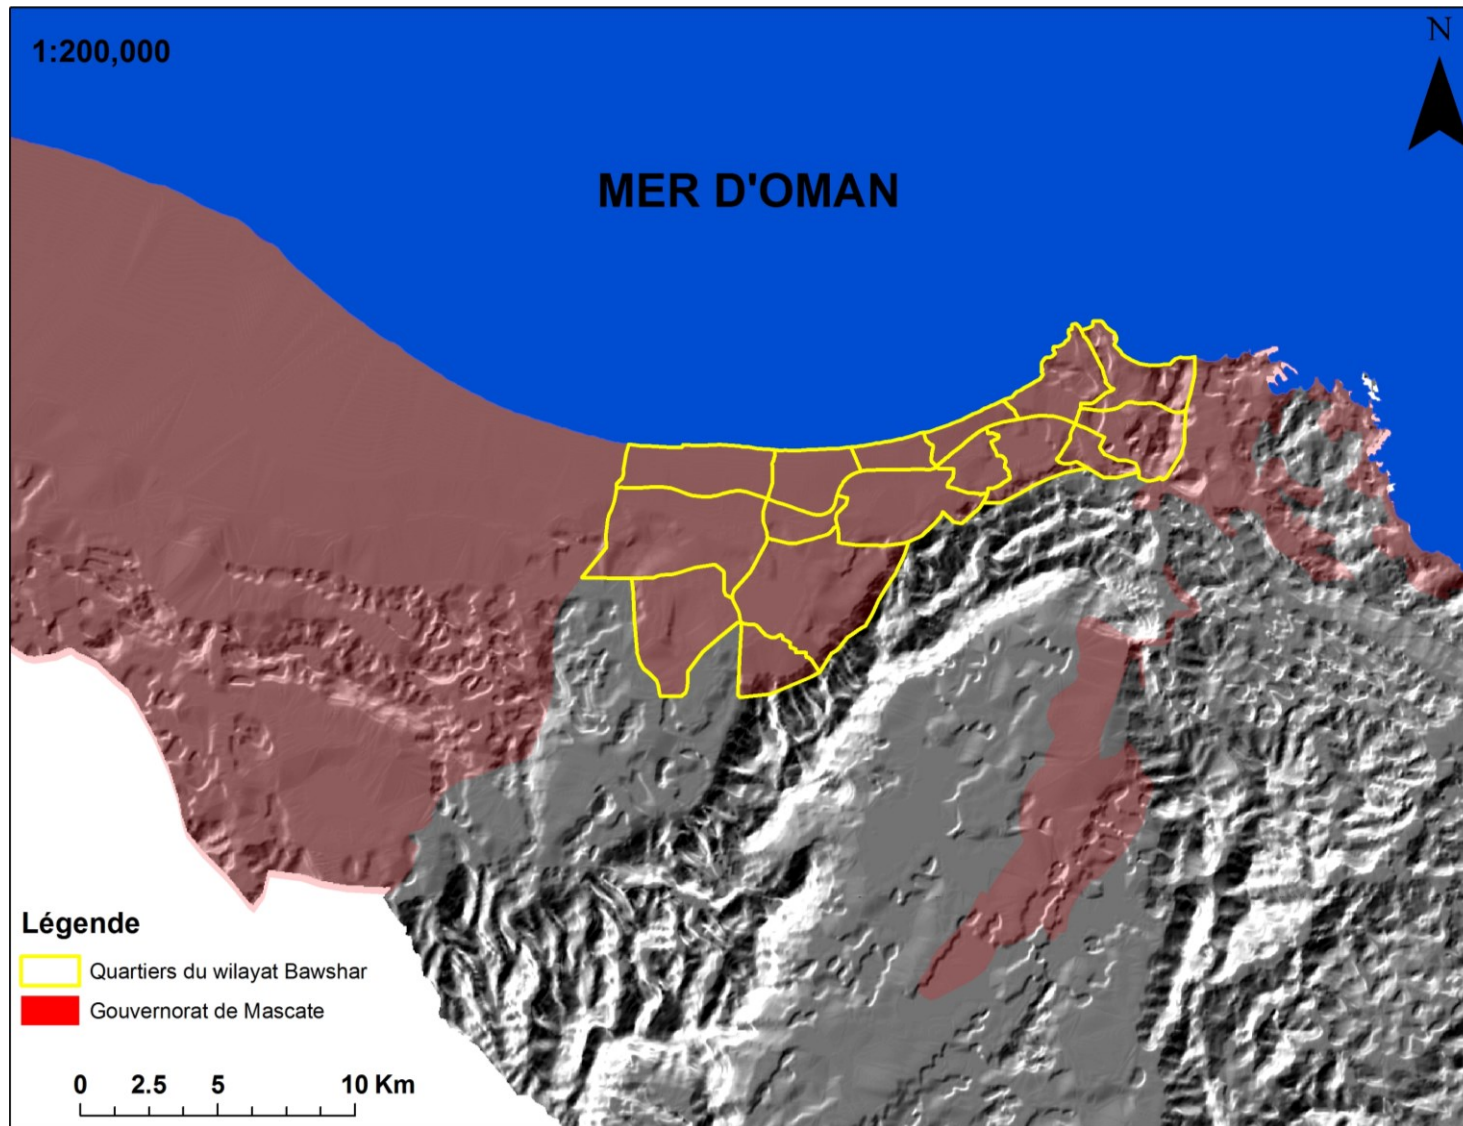 1:200,000
N
MER D'OMAN
Légende
Quartiers du wilayat Bawshar
Gouvernorat de Mascate
0 2.5 5 10 Km